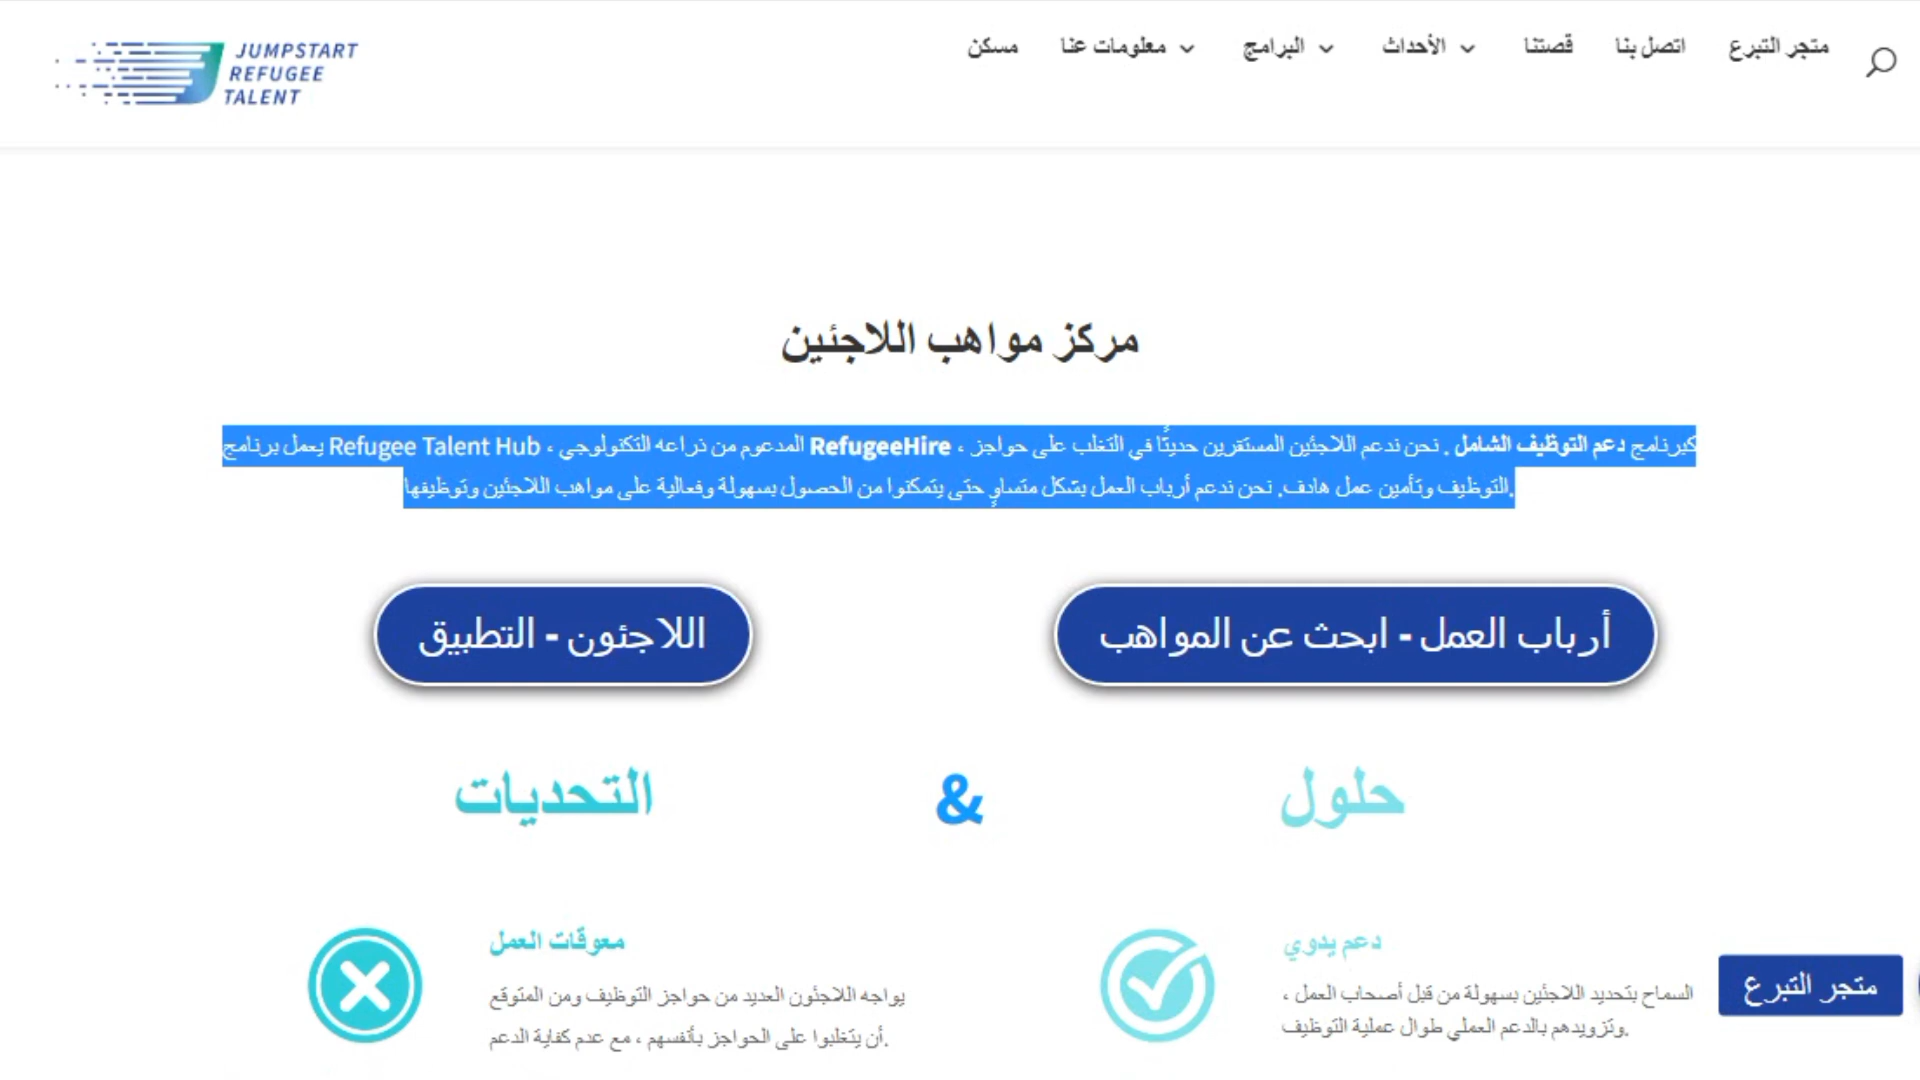 JUMPSTART
REFUGEE
TALENT
مسكن
معلومات عنا
البرامج
الأحداث
قصتنا
اتصل بنا
متجر التبرع
مركز مواهب اللاجئين
يعمل برنامج Refugee Talent Hub ، المدعوم من ذراعه التكنولوجي RefugeeHire ، كبرنامج دعم التوظيف الشامل . نحن ندعم اللاجئين المستقرين حديثًا في التغلب على حواجز
التوظيف وتأمين عمل هادف. نحن ندعم أرباب العمل بشكل متساوٍ حتى يتمكنوا من الحصول بسهولة وفعالية على مواهب اللاجئين وتوظيفها.
اللاجئون - التطبيق
أرباب العمل - ابحث عن المواهب
التحديات
&
حلول
معوقات العمل
يواجه اللاجئون العديد من حواجز التوظيف ومن المتوقع
أن يتغلبوا على الحواجز بأنفسهم ، مع عدم كفاية الدعم.
دعم يدوي
السماح بتحديد اللاجئين بسهولة من قبل أصحاب العمل ،
وتزويدهم بالدعم العملي طوال عملية التوظيف.
متجر التبرع